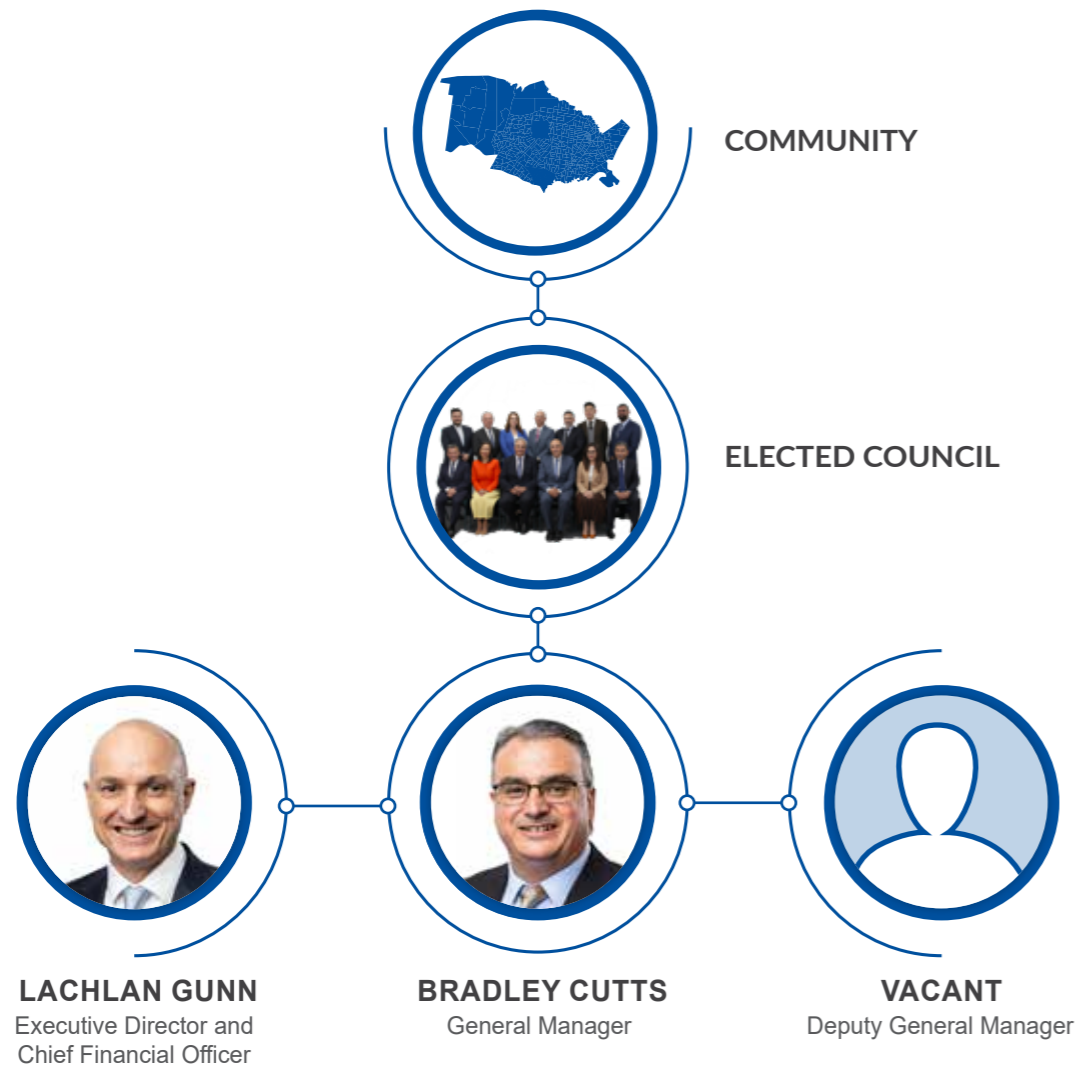 COMMUNITY
ELECTED COUNCIL
LACHLAN GUNN
Executive Director and
Chief Financial Officer
BRADLEY CUTTS
General Manager
VACANT
Deputy General Manager